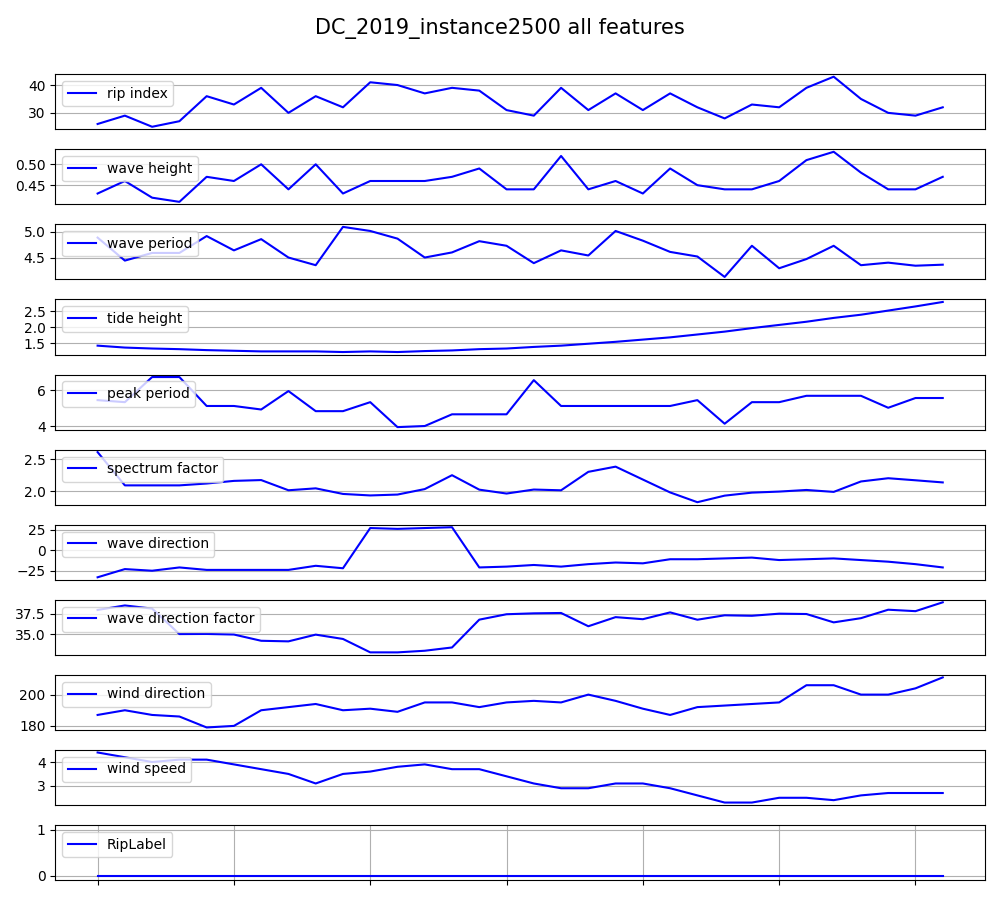 DC_2019_instance2500 all features
40
30
rip index
0.50
0.45
wave height
5.0
4.5
wave period
2.5
2.0
1.5
tide height
6
4
peak period
2.5
2.0
spectrum factor
25
0
−25
wave direction
37.5
35.0
wave direction factor
200
180
wind direction
4
3
wind speed
1
0
RipLabel